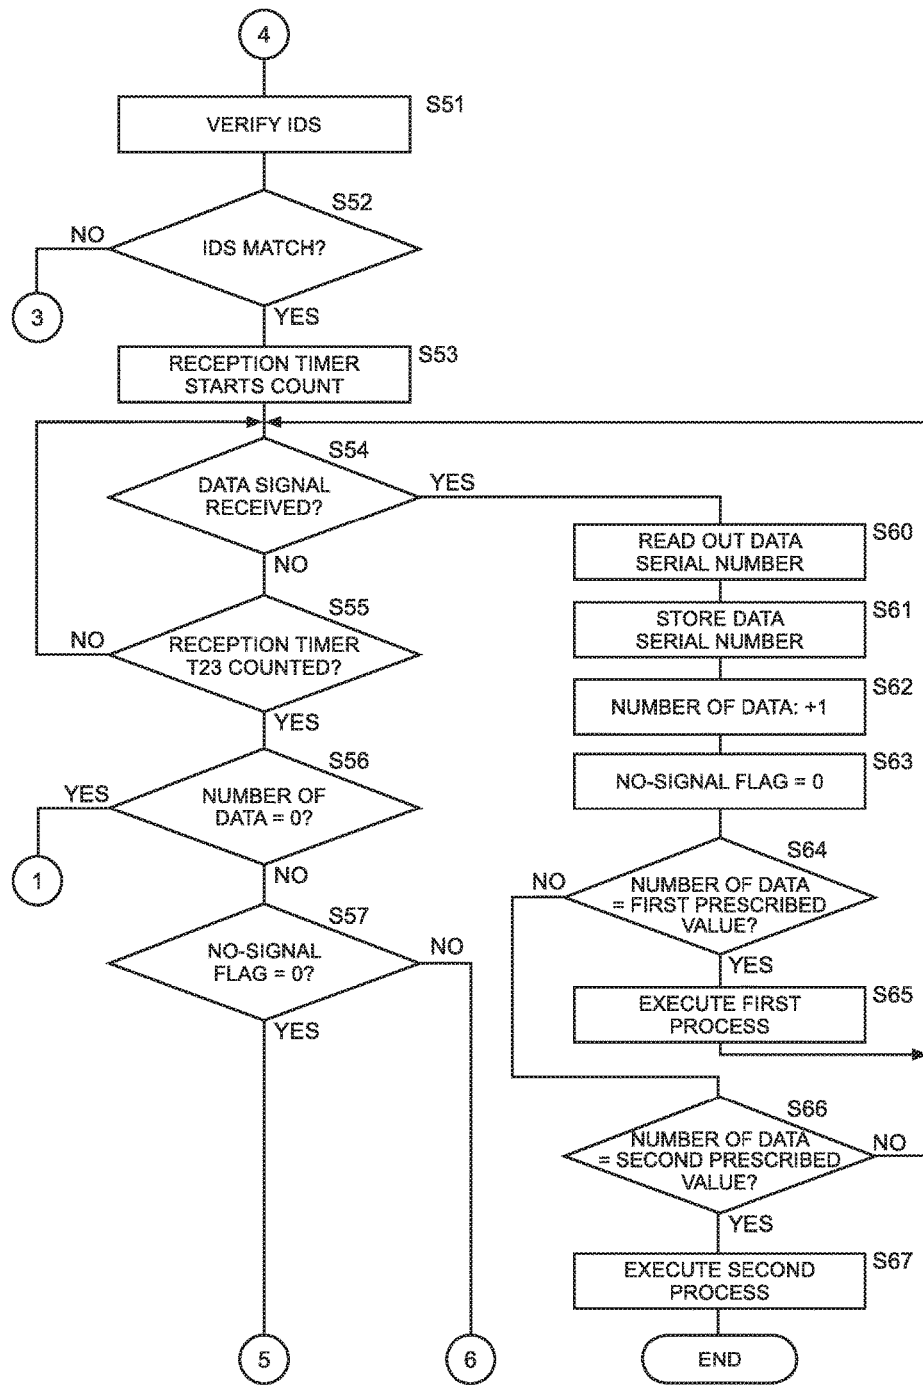 4
S51
VERIFY IDS
S52
NO
IDS MATCH?
3
YES
S53
RECEPTION TIMER
STARTS COUNT
S54
DATA SIGNAL
RECEIVED?
YES
NO
S55
NO
RECEPTION TIMER
T23 COUNTED?
YES
S56
YES
NUMBER OF
DATA = 0?
1
NO
S57
NO-SIGNAL
FLAG = 0?
NO
YES
5
6
S60
READ OUT DATA
SERIAL NUMBER
S61
STORE DATA
SERIAL NUMBER
S62
NUMBER OF DATA: +1
S63
NO-SIGNAL FLAG = 0
S64
NO
NUMBER OF DATA
= FIRST PRESCRIBED
VALUE?
YES
S65
EXECUTE FIRST
PROCESS
S66
NUMBER OF DATA
= SECOND PRESCRIBED
VALUE?
NO
YES
S67
EXECUTE SECOND
PROCESS
END